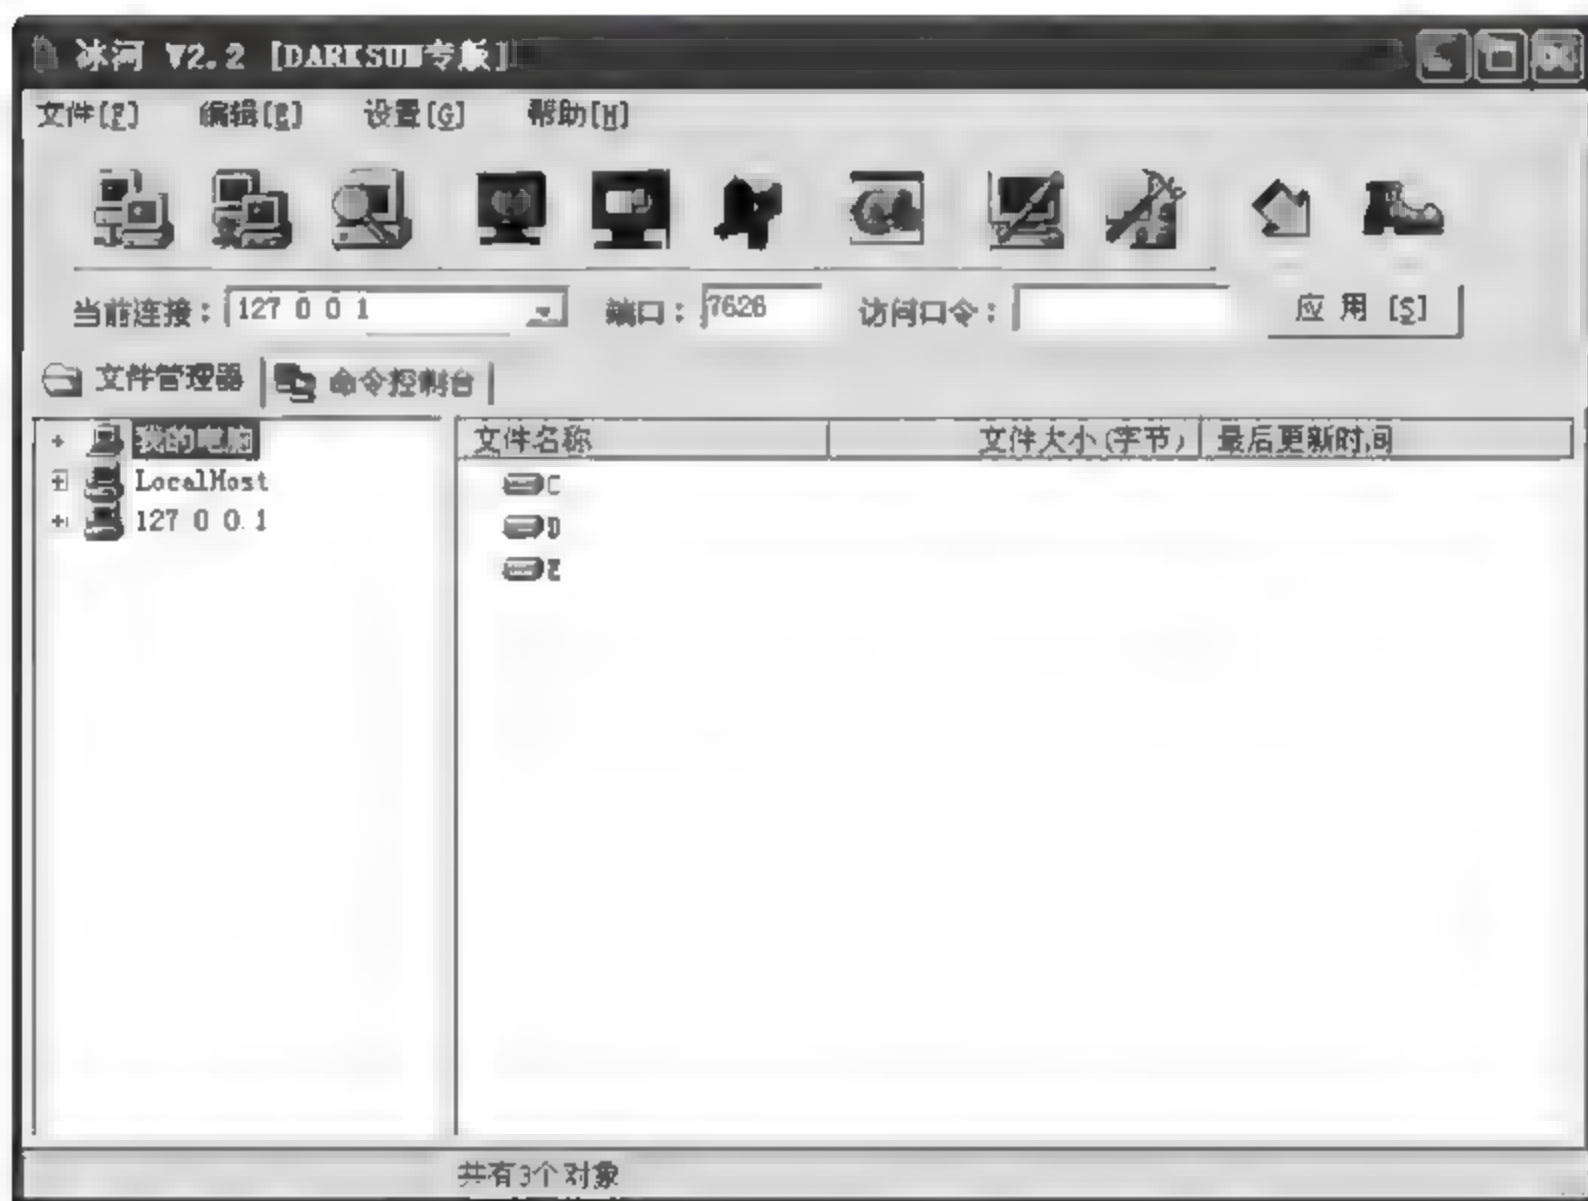 冰河 V2.2 [DARKSUN专版]
文件[F] 编辑[E] 设置[G] 帮助[H]
当前连接: 127 0 0 1 端口: 7626 访问口令: 应用 [S]
文件管理器 命令控制台
我的电脑
LocalHost
127 0 0.1
文件名称 文件大小(字节) 最后更新时间
C
D
E
共有3个对象